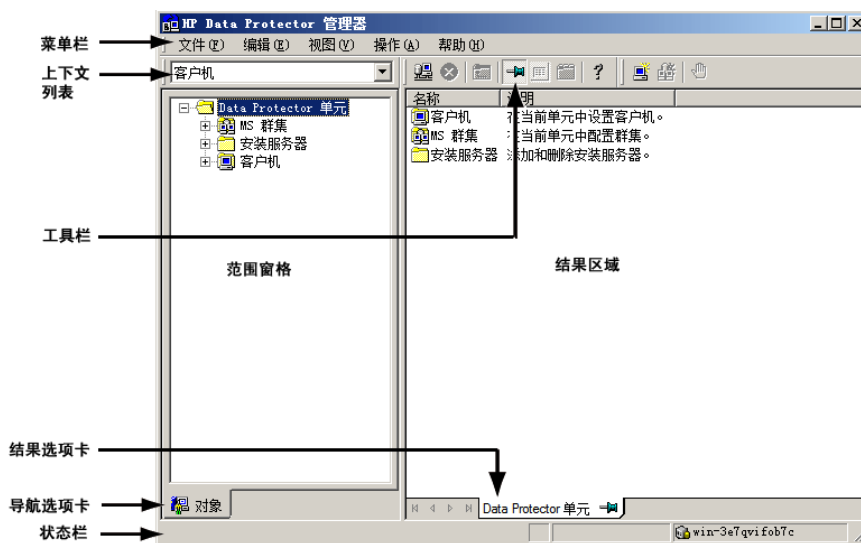 HP Data Protector 管理器
菜单栏
文件(F) 编辑(E) 视图(V) 操作(A) 帮助(H)
上下文
列表
客户机
名称 说明
Data Protector 单元
MS 群集
安装服务器
客户机
客户机 在当前单元中设置客户机。
MS 群集 在当前单元中配置群集。
安装服务器 添加和删除安装服务器。
工具栏
范围窗格
结果区域
结果选项卡
导航选项卡
对象
Data Protector 单元
状态栏
win-3e7qvifob7c